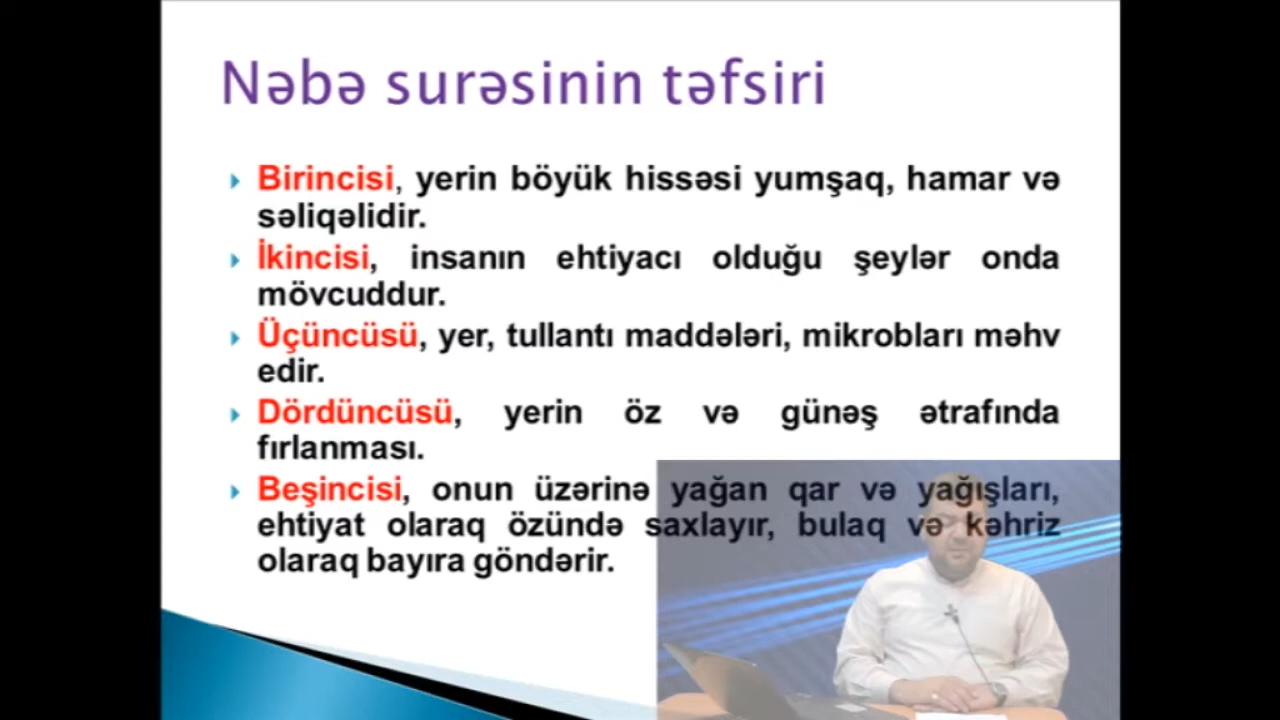 Nəbə surəsinin təfsiri
Birincisi, yerin böyük hissəsi yumşaq, hamar və
səliqəlidir.
İkincisi, insanın ehtiyacı olduğu şeylər onda
mövcuddur.
Üçüncüsü, yer, tullantı maddələri, mikrobları məhv
edir.
Dördüncüsü, yerin öz və günəş ətrafında
fırlanması.
Beşincisi, onun üzərinə yağan qar və yağışları,
ehtiyat olaraq özündə saxlayır, bulaq və kəhriz
olaraq bayıra göndərir.